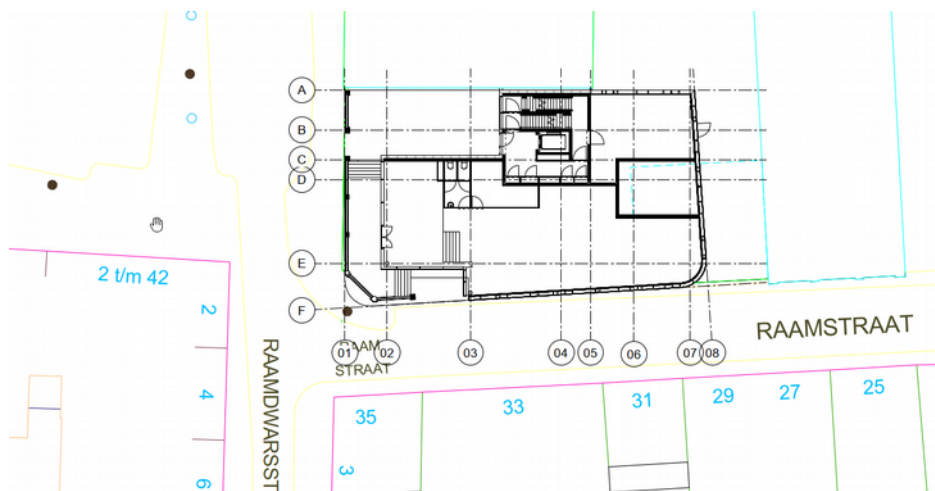 A
B
C
D
E
F
01
02
03
04
05
06
07
08
RAAM
STRAAT
RAAMSTRAAT
RAAMDWARSST
2 t/m 42
2
4
6
35
33
31
29
27
25
3